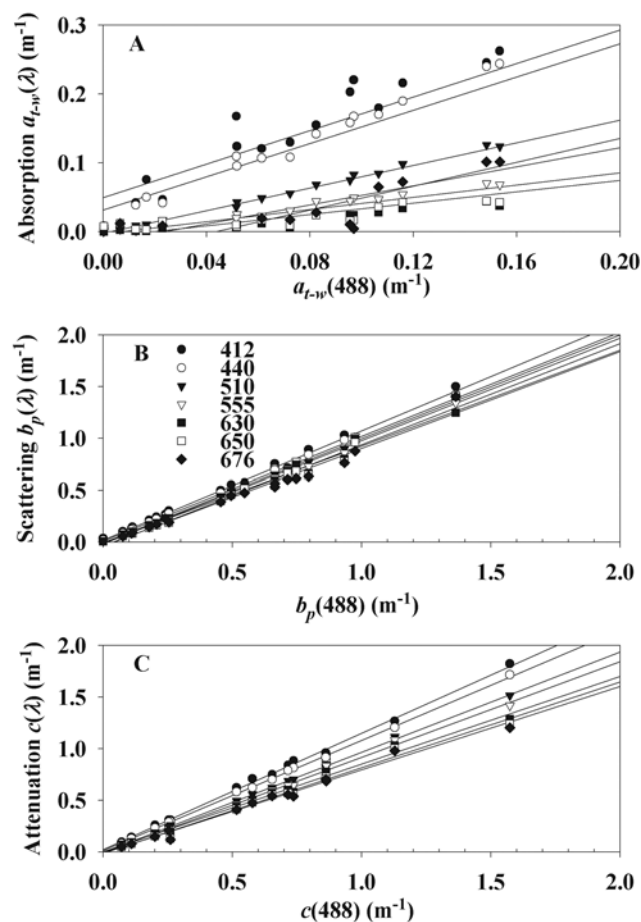 A
Absorption a_{t-w}(λ) (m⁻¹)
0.3
0.2
0.1
0.0
0.00 0.04 0.08 0.12 0.16 0.20
a_{t-w}(488) (m⁻¹)
B
Scattering b_p(λ) (m⁻¹)
2.0
1.5
1.0
0.5
0.0
412
440
510
555
630
650
676
0.0 0.5 1.0 1.5 2.0
b_p(488) (m⁻¹)
C
Attenuation c(λ) (m⁻¹)
2.0
1.5
1.0
0.5
0.0
0.0 0.5 1.0 1.5 2.0
c(488) (m⁻¹)